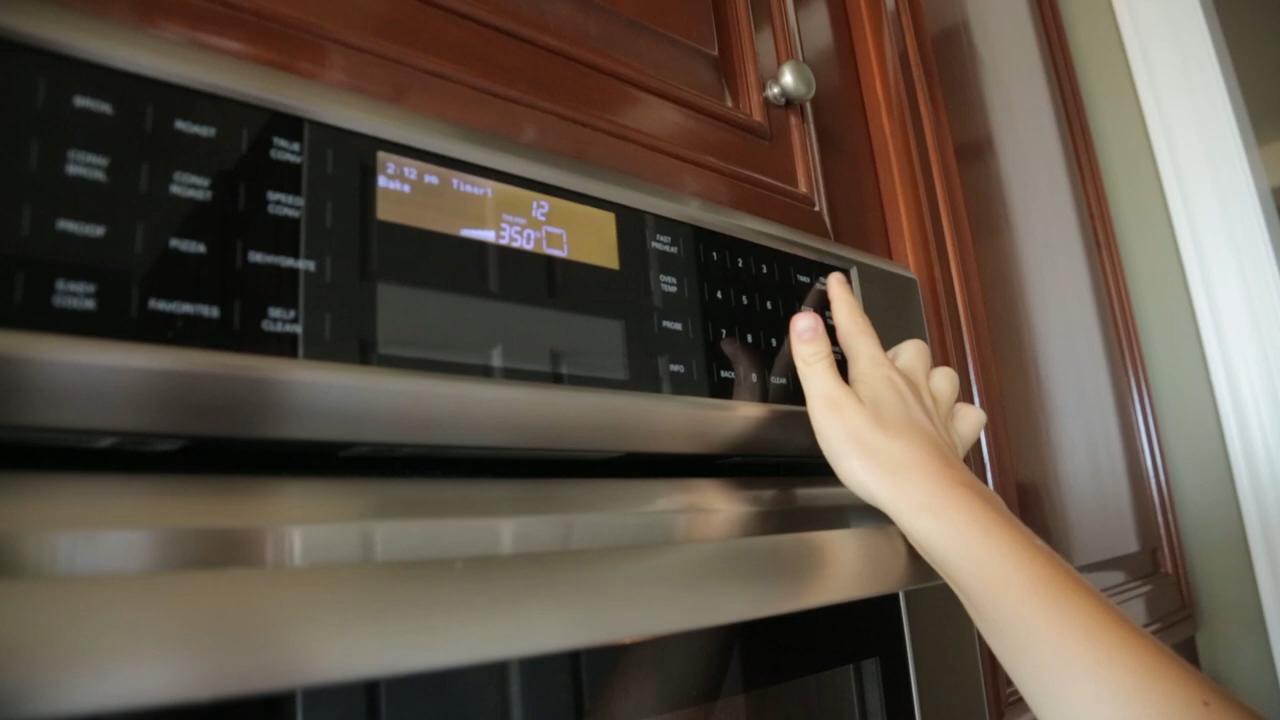 BROIL
ROAST
TRUE
CONV
CONV
BROIL
CONV
ROAST
SPEED
CONV
PROOF
PIZZA
DEHYDRATE
EASY
COOK
FAVORITES
SELF
CLEAN
2:12 pm Timer1
Bake
12
350°
FAST
PREHEAT
OVEN
TEMP
PROBE
INFO
1 2 3
4 5 6
7 8 9
BACK 0 CLEAR
TIMER